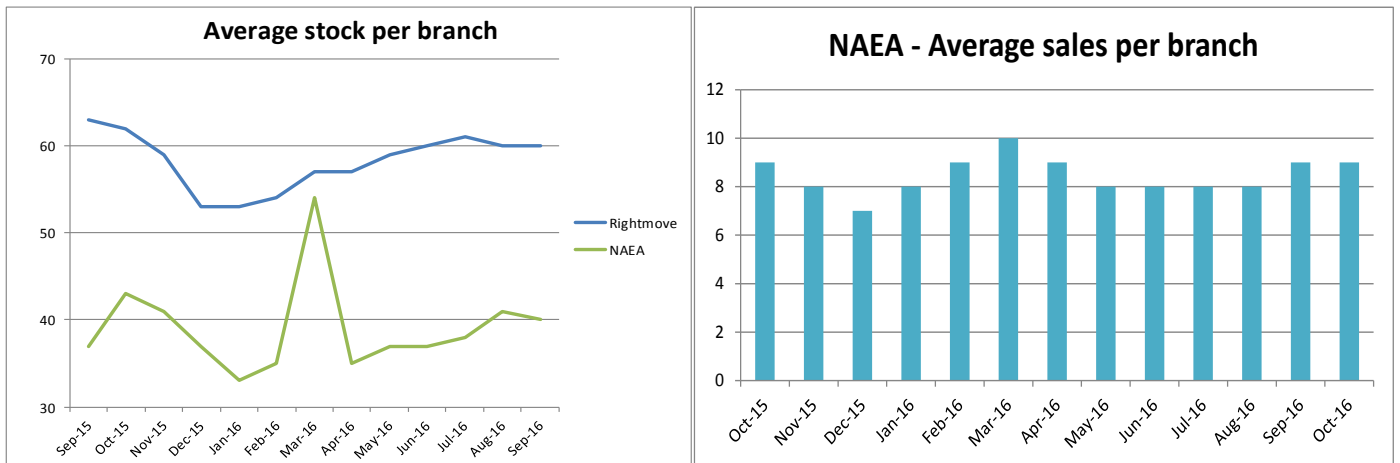 Average stock per branch
70
60
50
40
30
Sep-15
Oct-15
Nov-15
Dec-15
Jan-16
Feb-16
Mar-16
Apr-16
May-16
Jun-16
Jul-16
Aug-16
Sep-16
Rightmove
NAEA
NAEA - Average sales per branch
12
10
8
6
4
2
0
Oct-15
Nov-15
Dec-15
Jan-16
Feb-16
Mar-16
Apr-16
May-16
Jun-16
Jul-16
Aug-16
Sep-16
Oct-16